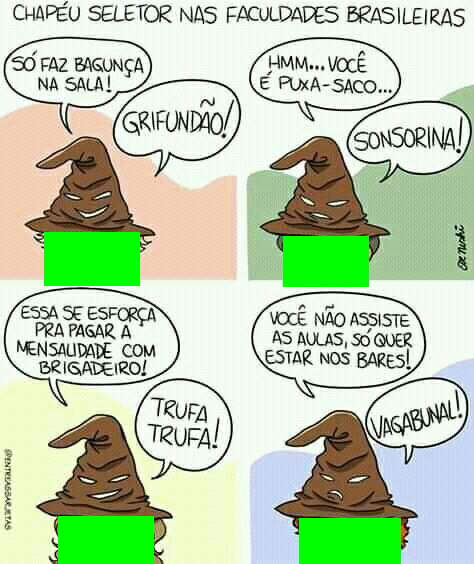 CHAPÉU SELETOR NAS FACULDADES BRASILEIRAS
SÓ FAZ BAGUNÇA
NA SALA!
GRIFUNDÃO!
HMM... VOCÊ
É PUXA-SACO...
SONSORINA!
ESSA SE ESFORÇA
PRA PAGAR A
MENSALIDADE COM
BRIGADEIRO!
TRUFA
TRUFA!
VOCÊ NÃO ASSISTE
AS AULAS, SÓ QUER
ESTAR NOS BARES!
VAGABUNAL!
@ENTREASSARJETAS